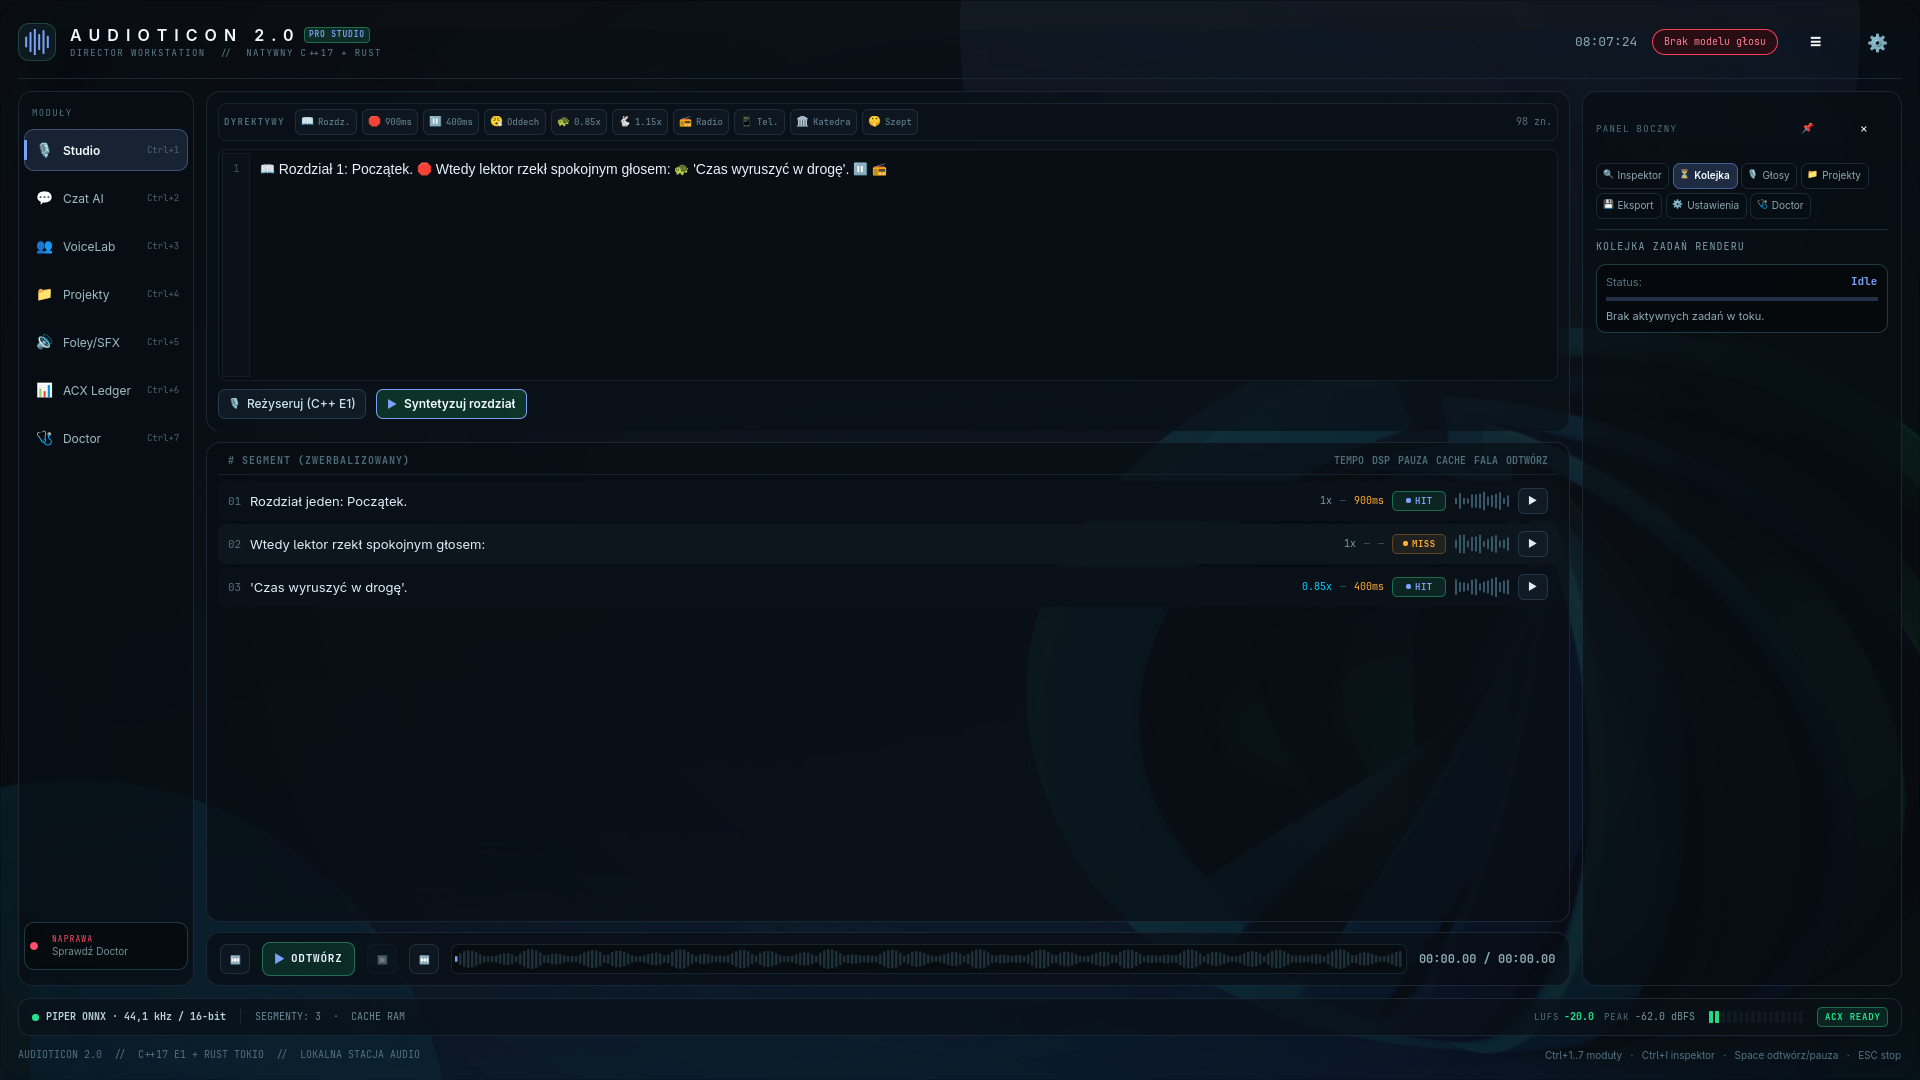 AUDIOTICON 2.0 PRO STUDIO
DIRECTOR WORKSTATION // NATYWNY C++17 + RUST
08:07:24
Brak modelu głosu
MODUŁY
Studio Ctrl+1
Czat AI Ctrl+2
VoiceLab Ctrl+3
Projekty Ctrl+4
Foley/SFX Ctrl+5
ACX Ledger Ctrl+6
Doctor Ctrl+7
NAPRAWA
Sprawdź Doctor
DYREKTYWY 📖 Rozdz. 🛑 900ms ⏸️ 400ms 😮‍💨 Oddech 🐢 0.85x 🐇 1.15x 📻 Radio 📱 Tel. 🏛️ Katedra 🤫 Szept 98 zn.
1 📖 Rozdział 1: Początek. 🛑 Wtedy lektor rzekł spokojnym głosem: 🐢 'Czas wyruszyć w drogę'. ⏸️ 📻
Reżyseruj (C++ E1) ▶ Syntetyzuj rozdział
# SEGMENT (ZWERBALIZOWANY) TEMPO DSP PAUZA CACHE FALA ODTWÓRZ
01 Rozdział jeden: Początek. 1x — 900ms HIT
02 Wtedy lektor rzekł spokojnym głosem: 1x — — MISS
03 'Czas wyruszyć w drogę'. 0.85x — 400ms HIT
▶ ODTWÓRZ 00:00.00 / 00:00.00
PANEL BOCZNY 📌 ×
Inspektor Kolejka Głosy Projekty
Eksport Ustawienia Doctor
KOLEJKA ZADAŃ RENDERU
Status: Idle
Brak aktywnych zadań w toku.
PIPER ONNX · 44,1 kHz / 16-bit SEGMENTY: 3 · CACHE RAM
LUFS -20.0 PEAK -62.0 dBFS ACX READY
AUDIOTICON 2.0 // C++17 E1 + RUST TOKIO // LOKALNA STACJA AUDIO
Ctrl+1..7 moduły · Ctrl+I inspektor · Space odtwórz/pauza · ESC stop